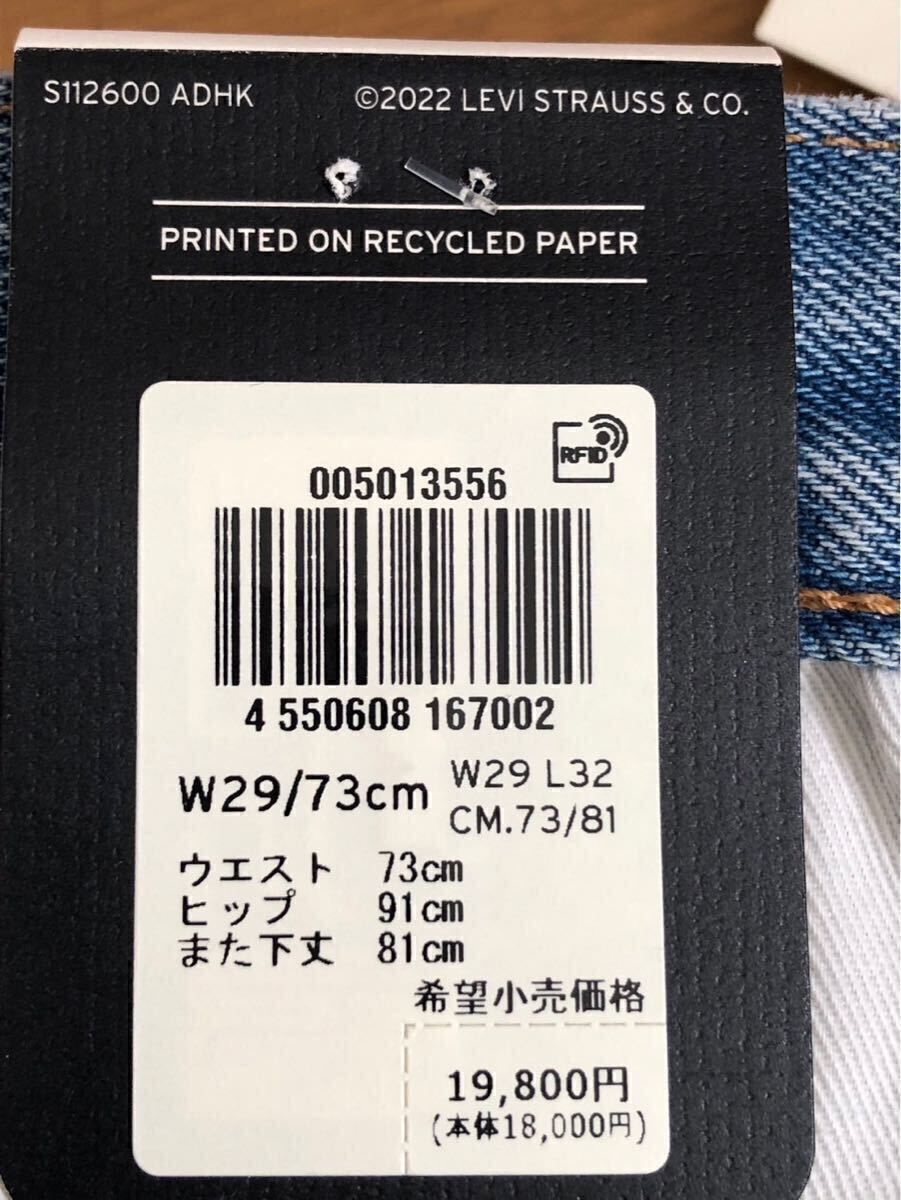 S112600 ADHK ©2022 LEVI STRAUSS & CO.
PRINTED ON RECYCLED PAPER
RFID
005013556
4 550608 167002
W29/73cm
W29 L32
CM.73/81
ウエスト 73cm
ヒップ 91cm
また下丈 81cm
希望小売価格
19,800円
(本体18,000円)